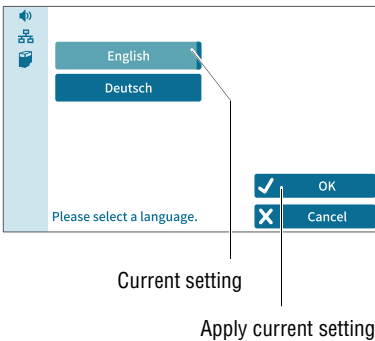 English
Deutsch
OK
Please select a language.
Cancel
Current setting
Apply current setting